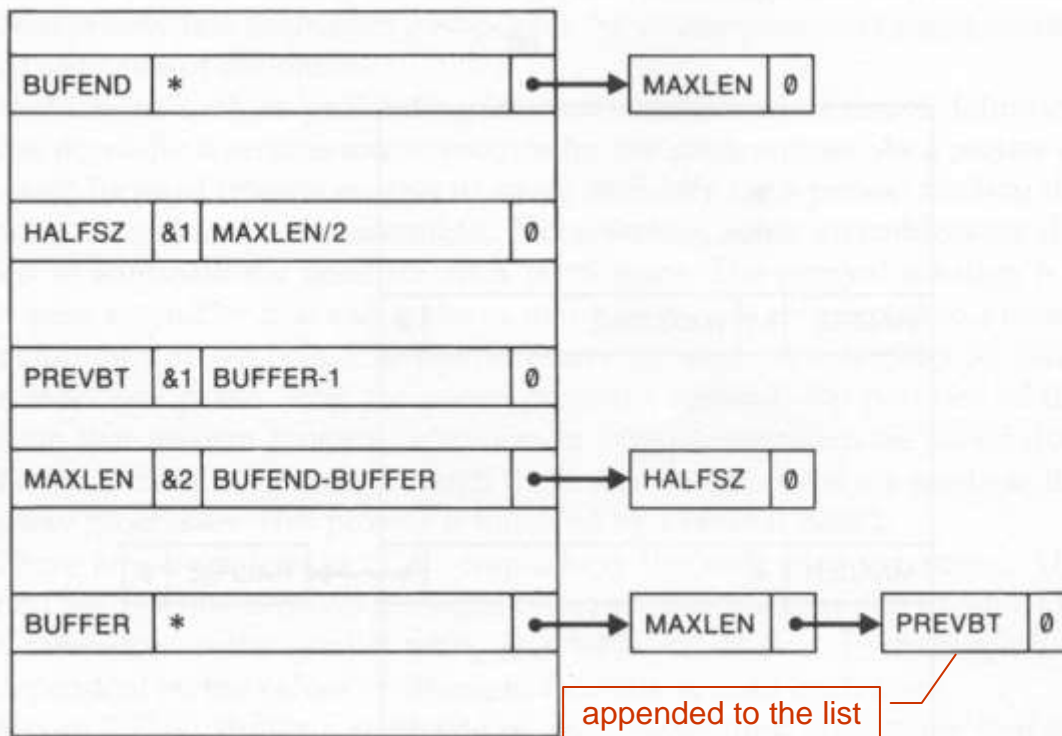 BUFEND * MAXLEN 0
HALFSZ &1 MAXLEN/2 0
PREVBT &1 BUFFER-1 0
MAXLEN &2 BUFEND-BUFFER HALFSZ 0
BUFFER * MAXLEN PREVBT 0
appended to the list